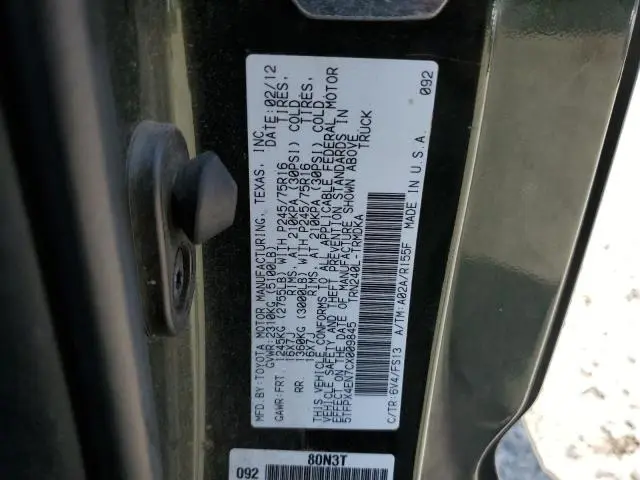 MFD.BY: TOYOTA MOTOR MANUFACTURING, TEXAS, INC.
DATE: 02/12
GVWR: 2310KG (5100LB)
GAWR: FRT. 1245KG (2755LB) WITH P245/75R16 TIRES,
16X7J RIMS, AT 210KPA (30PSI) COLD
RR 1360KG (3000LB) WITH P245/75R16 TIRES,
16X7J RIMS, AT 210KPA (30PSI) COLD
THIS VEHICLE CONFORMS TO ALL APPLICABLE FEDERAL MOTOR
VEHICLE SAFETY AND THEFT PREVENTION STANDARDS IN
EFFECT ON THE DATE OF MANUFACTURE SHOWN ABOVE.
5TFPX4EN7CX009845 TRUCK
TRN240L-TRMDKA
C/TR: 6V4/FS13 A/TM: A02A/R155F MADE IN U.S.A. 092
80N3T
092